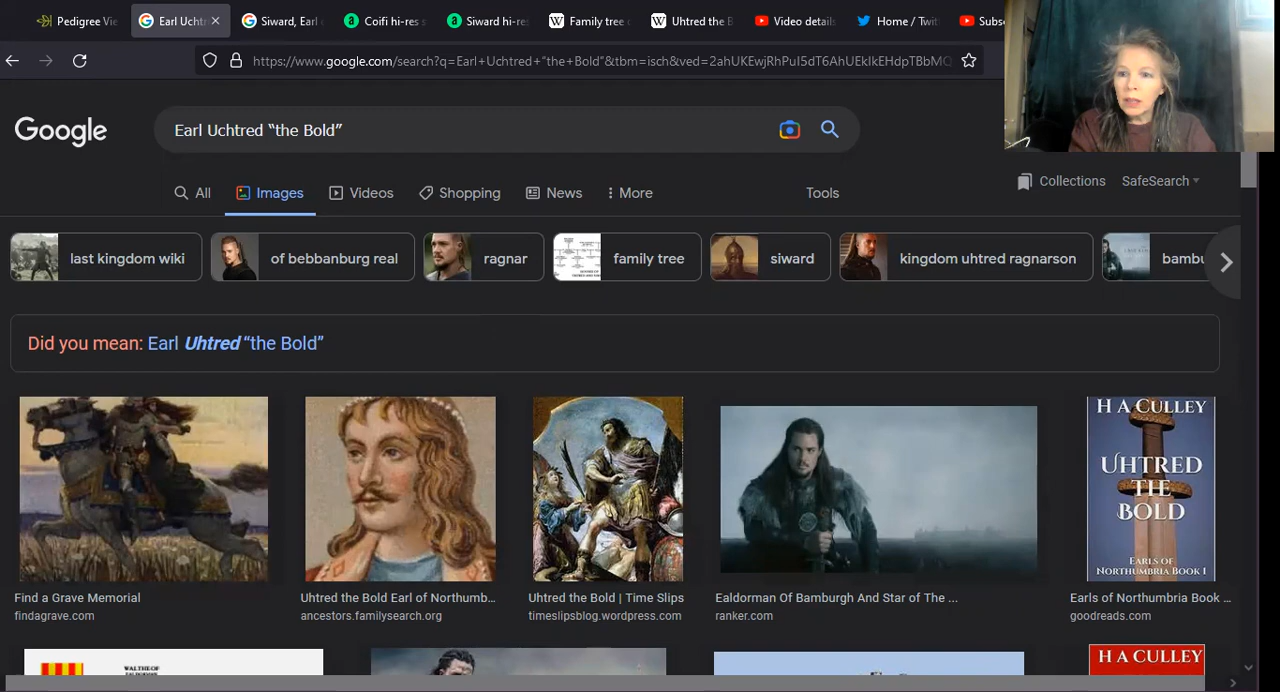 Pedigree Vie
Earl Uchtr
Siward, Earl
Coifi hi-res s
Siward hi-res
Family tree
Uhtred the B
Video details
Home / Twit
Subs
https://www.google.com/search?q=Earl+Uchtred+“the+Bold”&tbm=isch&ved=2ahUKEwjRhPuI5dT6AhUEkIkEHdpTBbMQ
Google
Earl Uchtred “the Bold”
All
Images
Videos
Shopping
News
More
Tools
Collections
SafeSearch
last kingdom wiki
of bebbanburg real
ragnar
family tree
siward
kingdom uhtred ragnarson
bambu
Did you mean: Earl Uhtred “the Bold”
H A CULLEY
UHTRED
THE
BOLD
EARLS OF
NORTHUMBRIA BOOK 1
Find a Grave Memorial
findagrave.com
Uhtred the Bold Earl of Northumb...
ancestors.familysearch.org
Uhtred the Bold | Time Slips
timeslipsblog.wordpress.com
Ealdorman Of Bamburgh And Star of The ...
ranker.com
Earls of Northumbria Book ...
goodreads.com
WALTHEOF
H A CULLEY